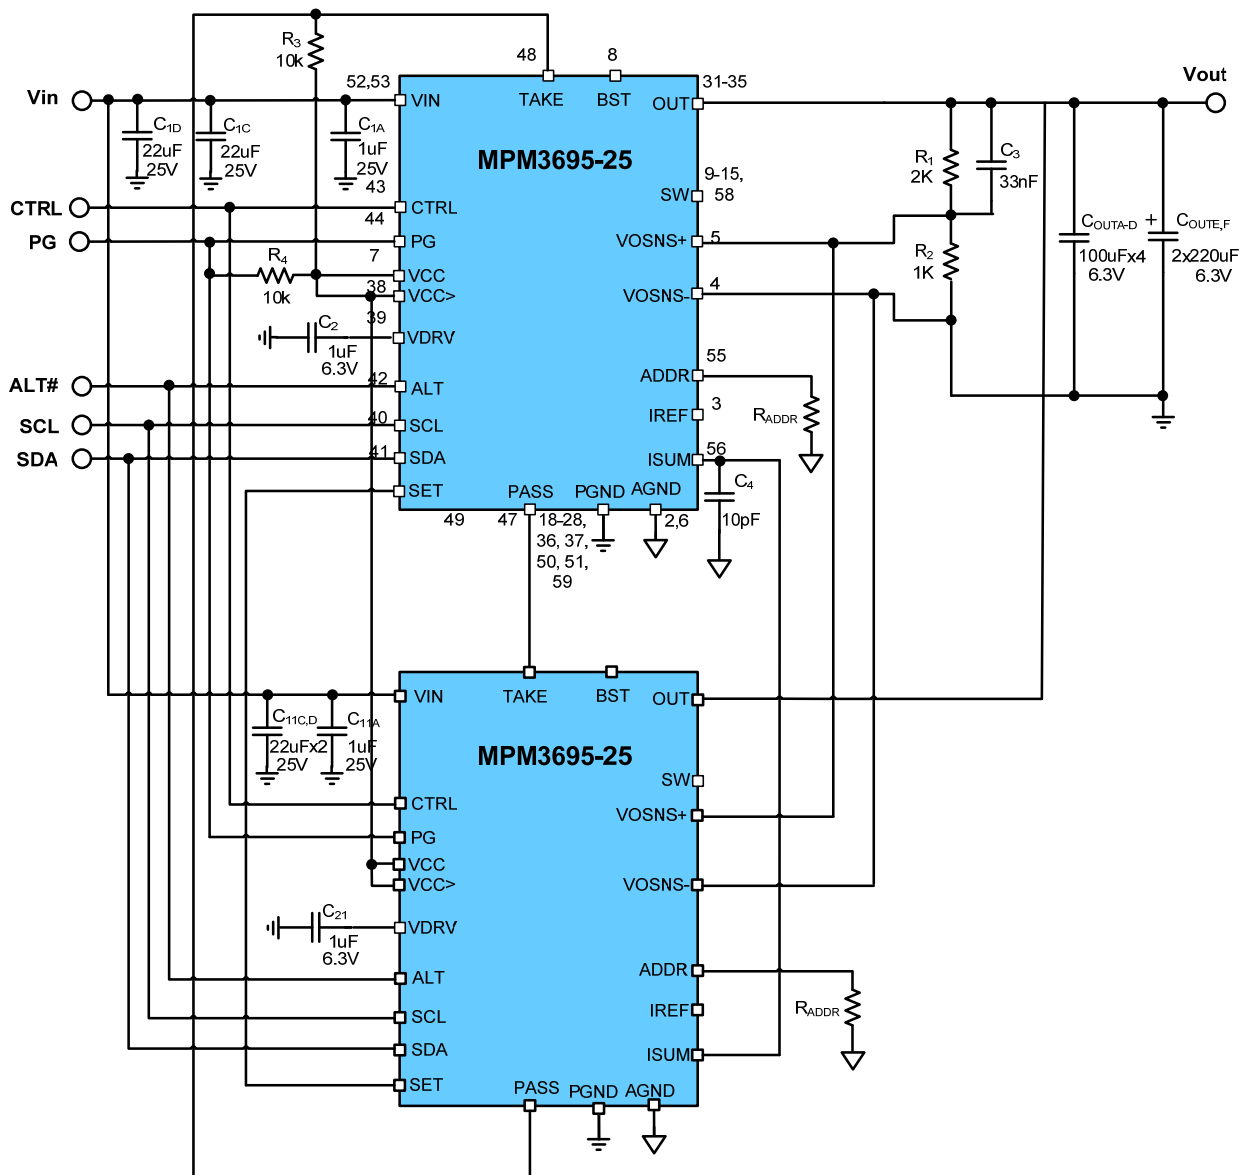 R3
10k
48
8
52,53
31-35
Vin
Vout
VIN
TAKE
BST
OUT
C1D
22uF
25V
C1C
22uF
25V
C1A
1uF
25V
MPM3695-25
R1
2K
C3
33nF
43
9-15,
58
SW
CTRL
CTRL
44
PG
PG
VOSNS+
5
R2
1K
COUTA-D
100uFx4
6.3V
+
COUTE,F
2x220uF
6.3V
7
R4
10k
VCC
38
VCC>
VOSNS-
4
39
C2
1uF
6.3V
VDRV
55
ADDR
ALT#
42
ALT
RADDR
IREF
3
SCL
40
SCL
SDA
41
SDA
ISUM
56
C4
10pF
SET
PASS
PGND
AGND
49
47
18-28,
36, 37,
50, 51,
59
2,6
VIN
TAKE
BST
OUT
C11C,D
22uFx2
25V
C11A
1uF
25V
MPM3695-25
SW
CTRL
VOSNS+
PG
VCC
VCC>
VOSNS-
C21
1uF
6.3V
VDRV
ADDR
ALT
RADDR
IREF
SCL
SDA
ISUM
SET
PASS
PGND
AGND